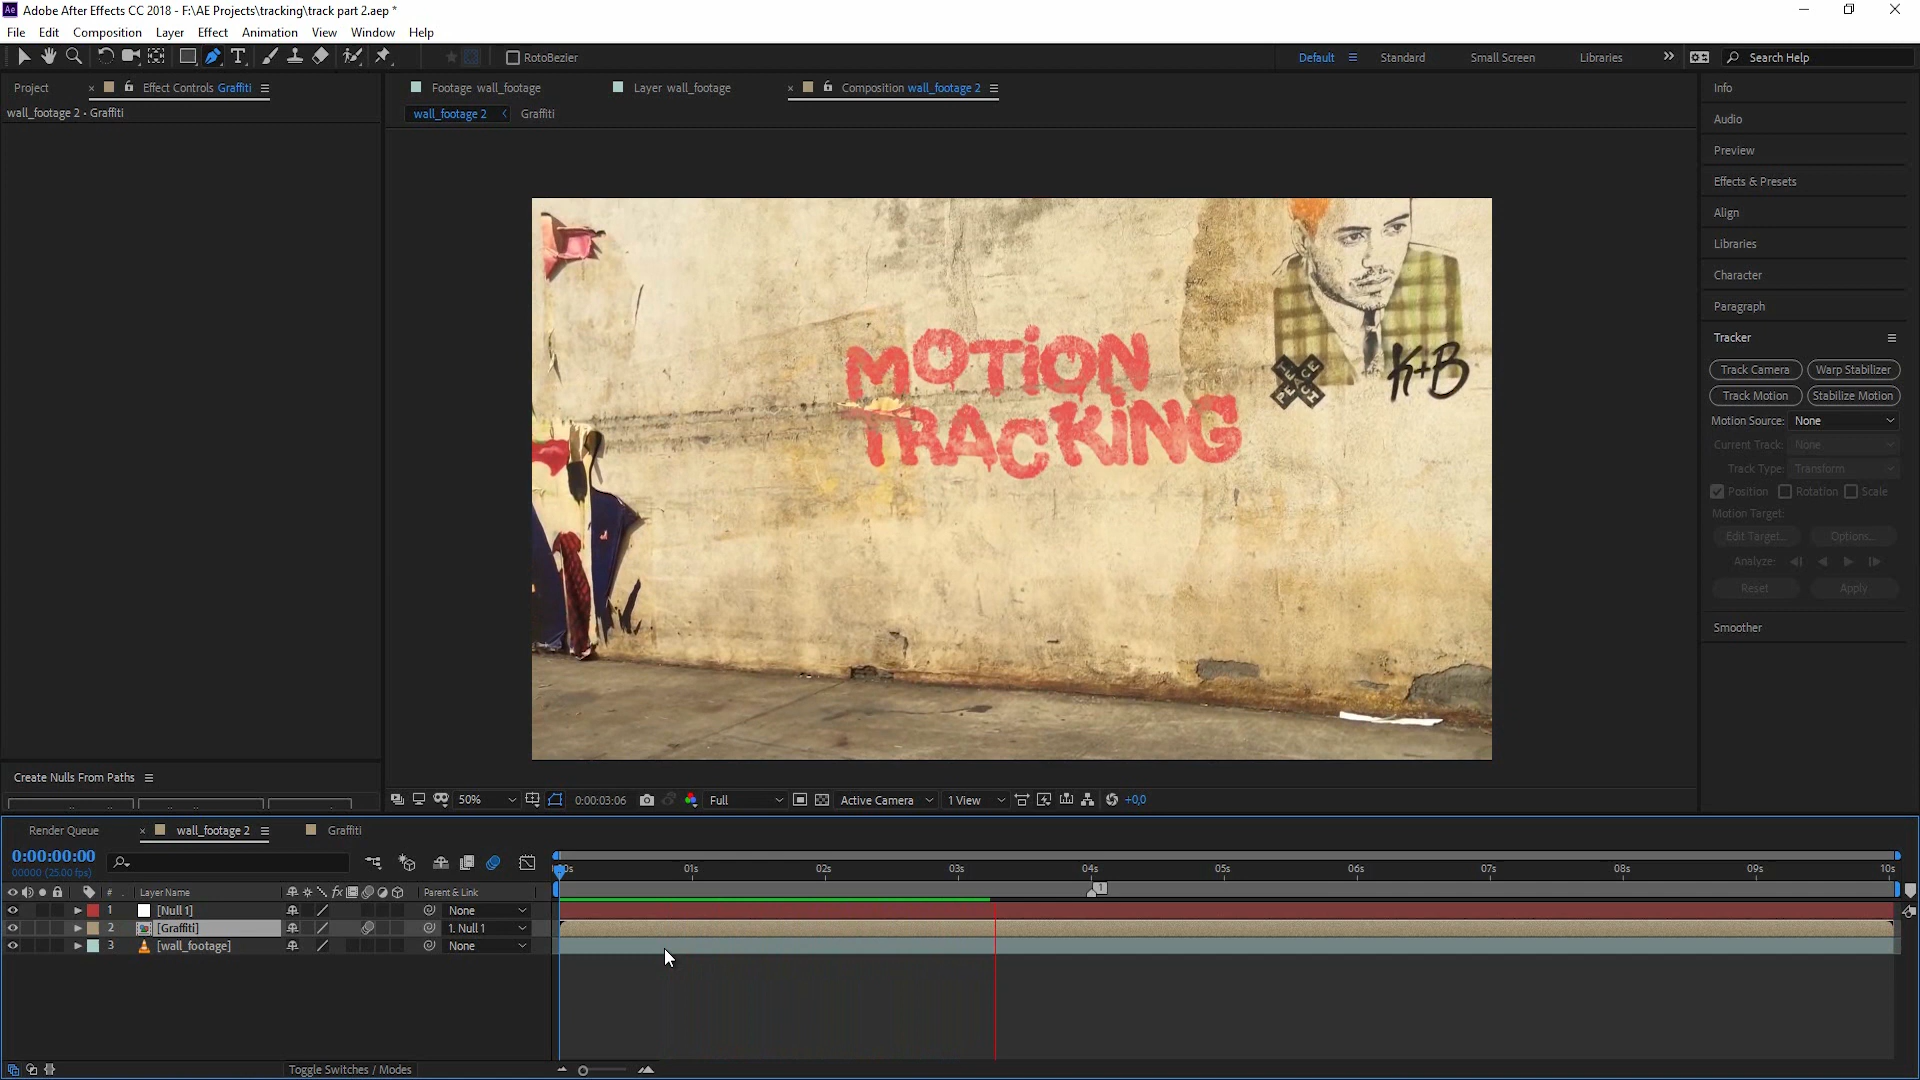 Ae Adobe After Effects CC 2018 - F:\AE Projects\tracking\track part 2.aep *
File Edit Composition Layer Effect Animation View Window Help
RotoBezier
Default Standard Small Screen Libraries Search Help
Project Effect Controls Graffiti
Footage wall_footage Layer wall_footage Composition wall_footage 2
wall_footage 2 • Graffiti
wall_footage 2 Graffiti
MOTiON
TRACKiNG
PEACE
K+B
Info
Audio
Preview
Effects & Presets
Align
Libraries
Character
Paragraph
Tracker
Track Camera Warp Stabilizer
Track Motion Stabilize Motion
Motion Source: None
Current Track: None
Track Type: Transform
Position Rotation Scale
Motion Target:
Edit Target... Options...
Analyze:
Reset Apply
Smoother
Create Nulls From Paths
50% 0:00:03:06 Full Active Camera 1 View +0,0
Render Queue wall_footage 2 Graffiti
0:00:00:00
00000 (25.00 fps)
01s 02s 03s 04s 05s 06s 07s 08s 09s 10s
1
# Layer Name fx Parent & Link
1 [Null 1] None
2 [Graffiti] 1. Null 1
3 [wall_footage] None
Toggle Switches / Modes